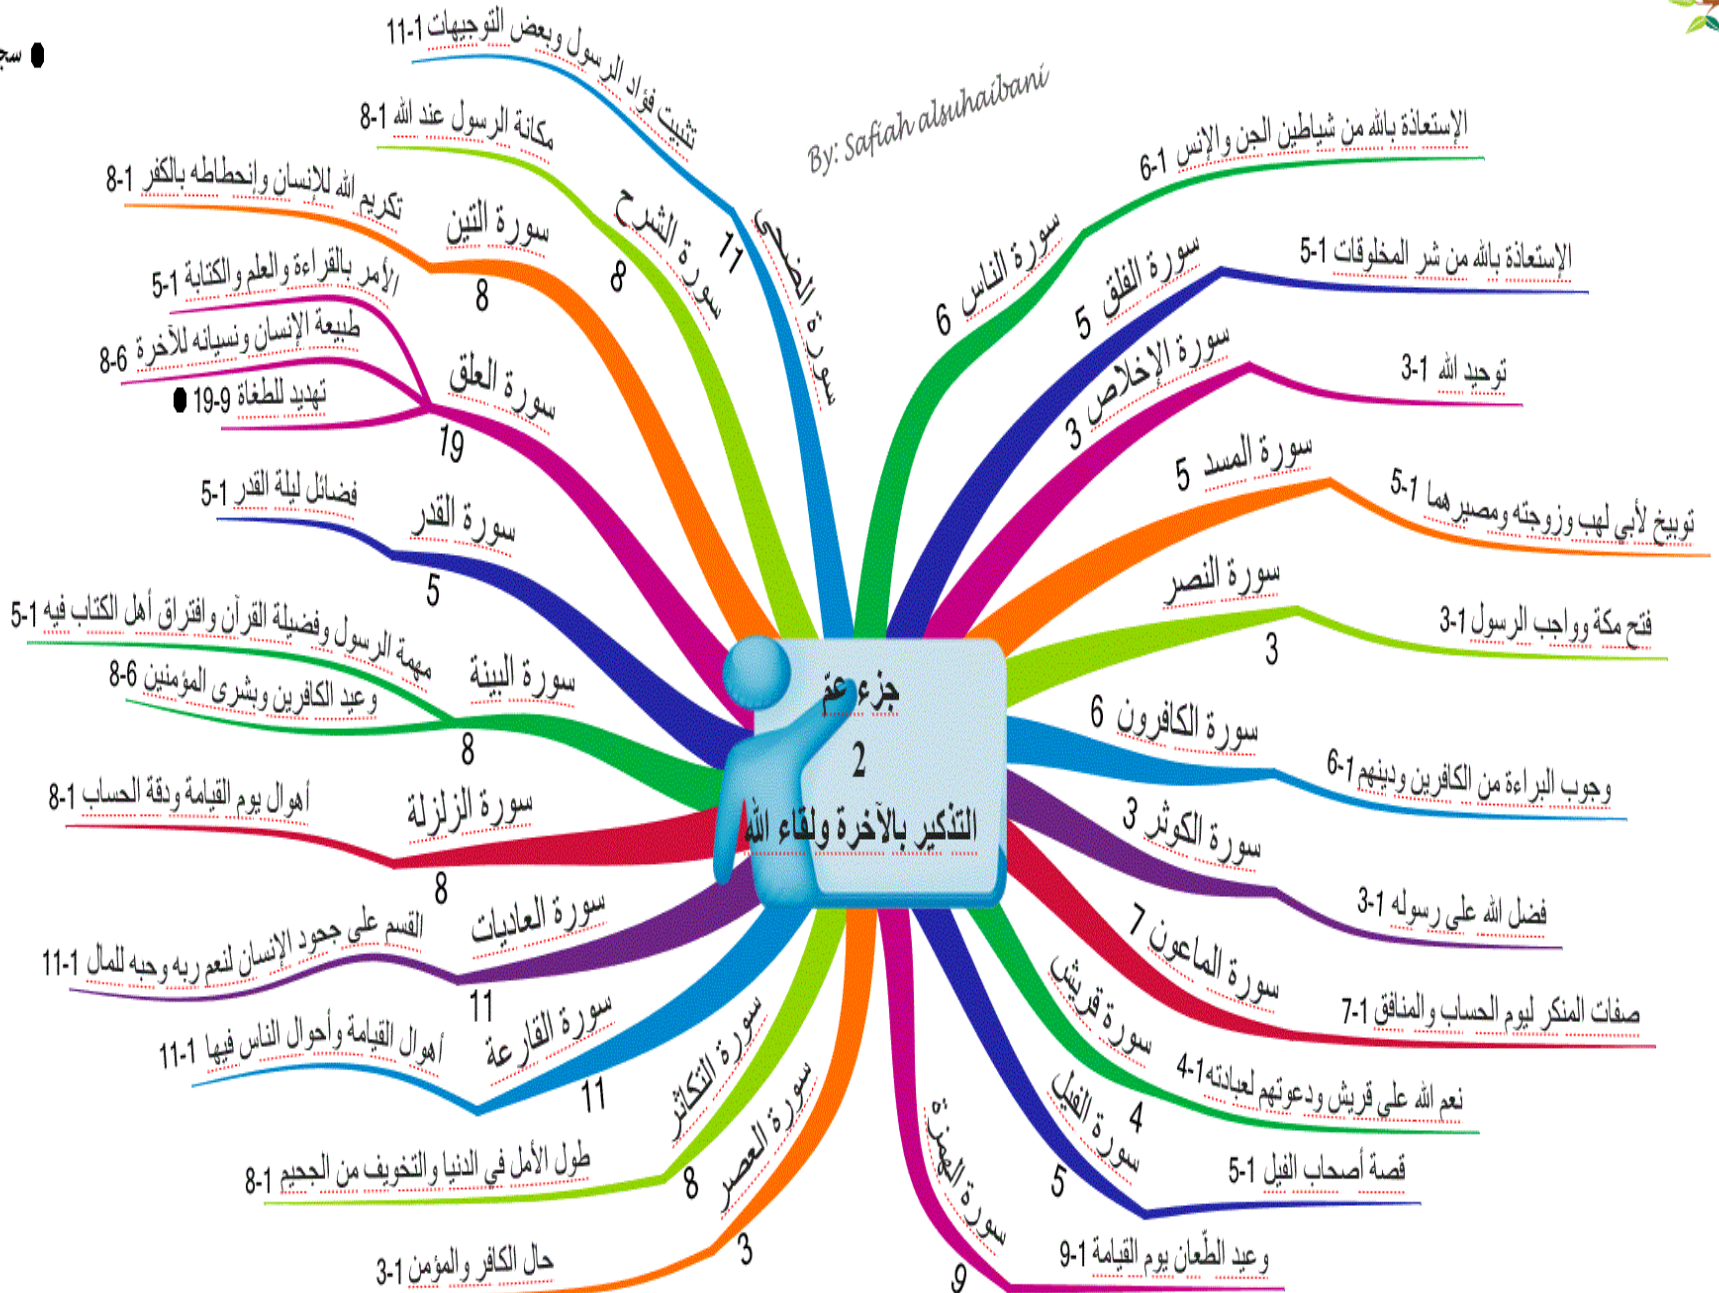 جزء عمّ
2
التذكير بالآخرة ولقاء الله
By: Safiah alsuhaibani
سورة الناس 6
الإستعاذة بالله من شياطين الجن والإنس 1-6
سورة الفلق 5
الإستعاذة بالله من شر المخلوقات 1-5
سورة الإخلاص 3
توحيد الله 1-3
سورة المسد 5
توبيخ لأبي لهب وزوجته ومصيرهما 1-5
سورة النصر
3
فتح مكة وواجب الرسول 1-3
سورة الكافرون 6
وجوب البراءة من الكافرين ودينهم 1-6
سورة الكوثر 3
فضل الله على رسوله 1-3
سورة الماعون 7
صفات المنكر ليوم الحساب والمنافق 1-7
سورة قريش
4
نعم الله على قريش ودعوتهم لعبادته 1-4
سورة الفيل
5
قصة أصحاب الفيل 1-5
سورة الهمزة
9
وعيد الطّعان يوم القيامة 1-9
سورة العصر
3
حال الكافر والمؤمن 1-3
سورة التكاثر
8
طول الأمل في الدنيا والتخويف من الجحيم 1-8
سورة القارعة
11
أهوال القيامة وأحوال الناس فيها 1-11
سورة العاديات
11
القسم على جحود الإنسان لنعم ربه وحبه للمال 1-11
سورة الزلزلة
8
أهوال يوم القيامة ودقة الحساب 1-8
سورة البينة
8
مهمة الرسول وفضيلة القرآن وافتراق أهل الكتاب فيه 1-5
وعيد الكافرين وبشرى المؤمنين 6-8
سورة القدر
5
فضائل ليلة القدر 1-5
سورة العلق
19
الأمر بالقراءة والعلم والكتابة 1-5
طبيعة الإنسان ونسيانه للآخرة 6-8
تهديد للطغاة 9-19
سورة التين
8
تكريم الله للإنسان وإنحطاطه بالكفر 1-8
سورة الشرح
8
مكانة الرسول عند الله 1-8
سورة الضحى
11
تثبيت فؤاد الرسول وبعض التوجيهات 1-11